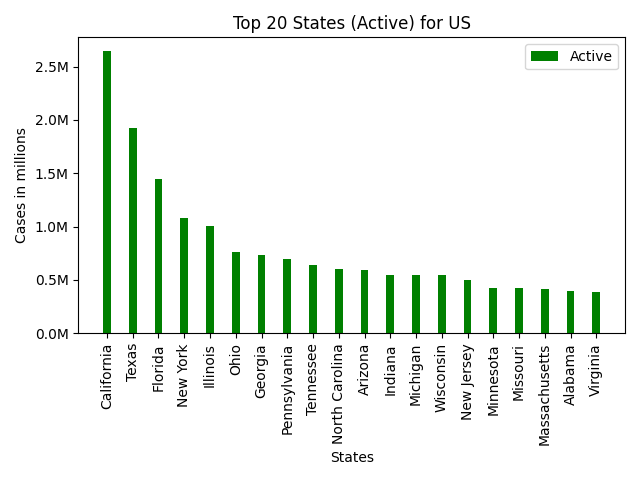 Top 20 States (Active) for US
Active
Cases in millions
2.5M
2.0M
1.5M
1.0M
0.5M
0.0M
California
Texas
Florida
New York
Illinois
Ohio
Georgia
Pennsylvania
Tennessee
North Carolina
Arizona
Indiana
Michigan
Wisconsin
New Jersey
Minnesota
Missouri
Massachusetts
Alabama
Virginia
States